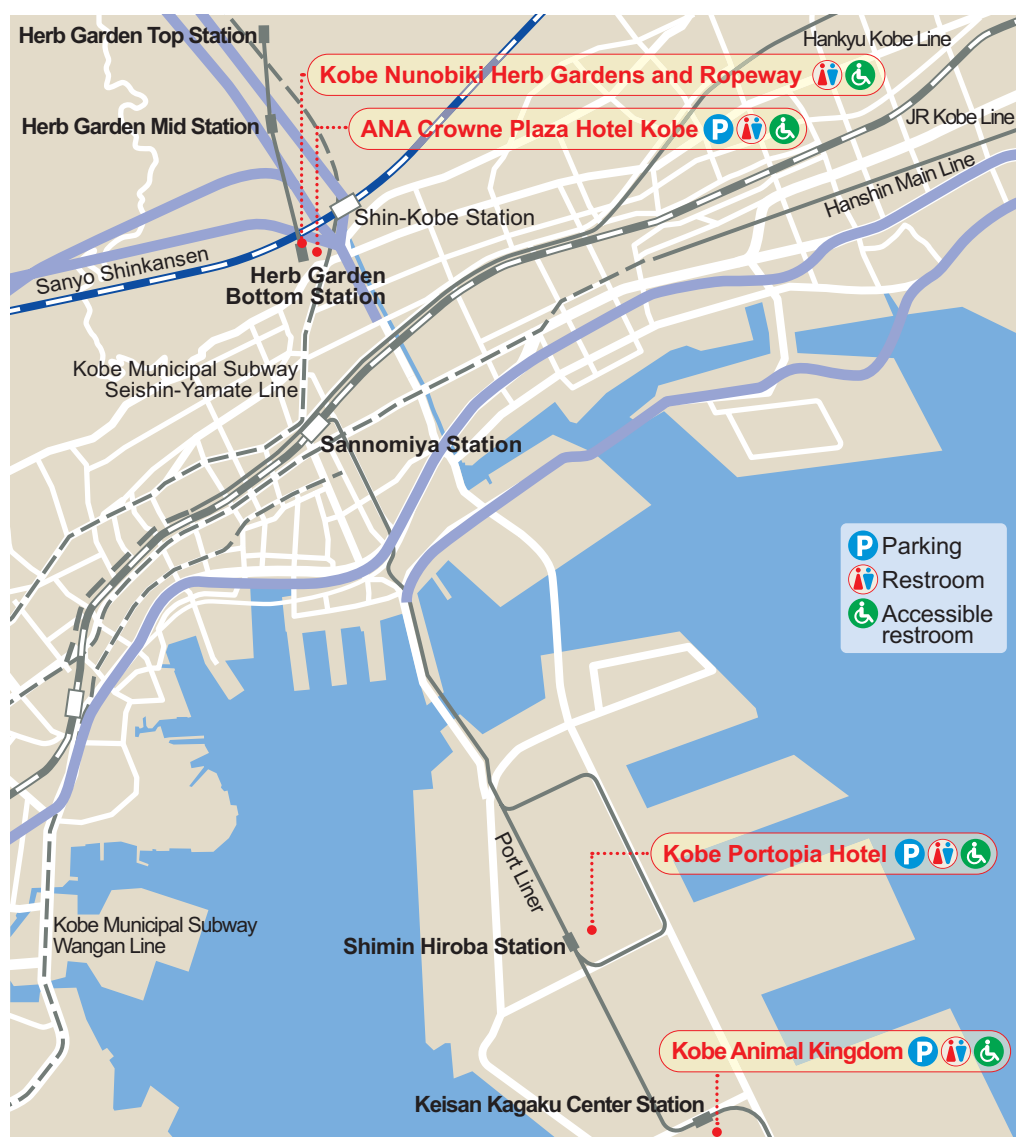 Herb Garden Top Station
Hankyu Kobe Line
Kobe Nunobiki Herb Gardens and Ropeway
Herb Garden Mid Station
ANA Crowne Plaza Hotel Kobe P
JR Kobe Line
Hanshin Main Line
Shin-Kobe Station
Sanyo Shinkansen
Herb Garden
Bottom Station
Kobe Municipal Subway
Seishin-Yamate Line
Sannomiya Station
P Parking
Restroom
Accessible
restroom
Port Liner
Kobe Portopia Hotel P
Kobe Municipal Subway
Wangan Line
Shimin Hiroba Station
Kobe Animal Kingdom P
Keisan Kagaku Center Station